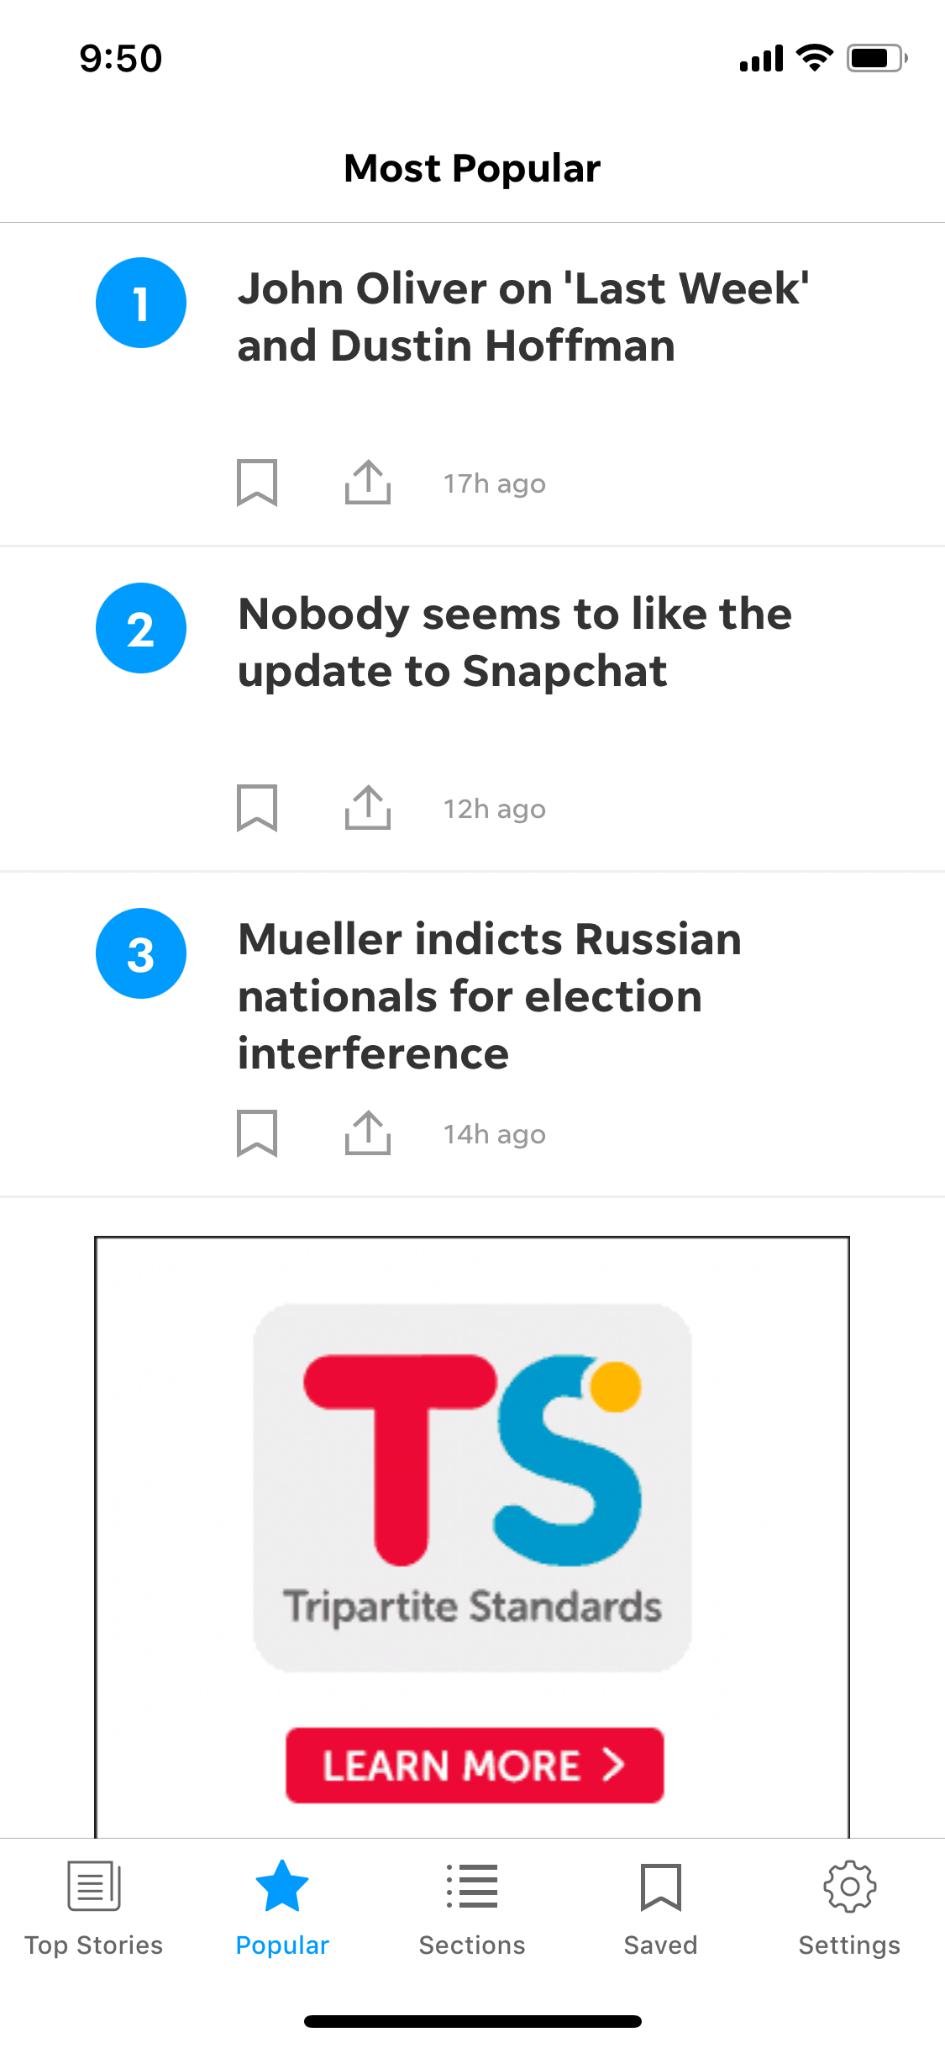 9:50
Most Popular
1
John Oliver on 'Last Week'
and Dustin Hoffman
17h ago
2
Nobody seems to like the
update to Snapchat
12h ago
3
Mueller indicts Russian
nationals for election
interference
14h ago
TS
Tripartite Standards
LEARN MORE >
Top Stories
Popular
Sections
Saved
Settings